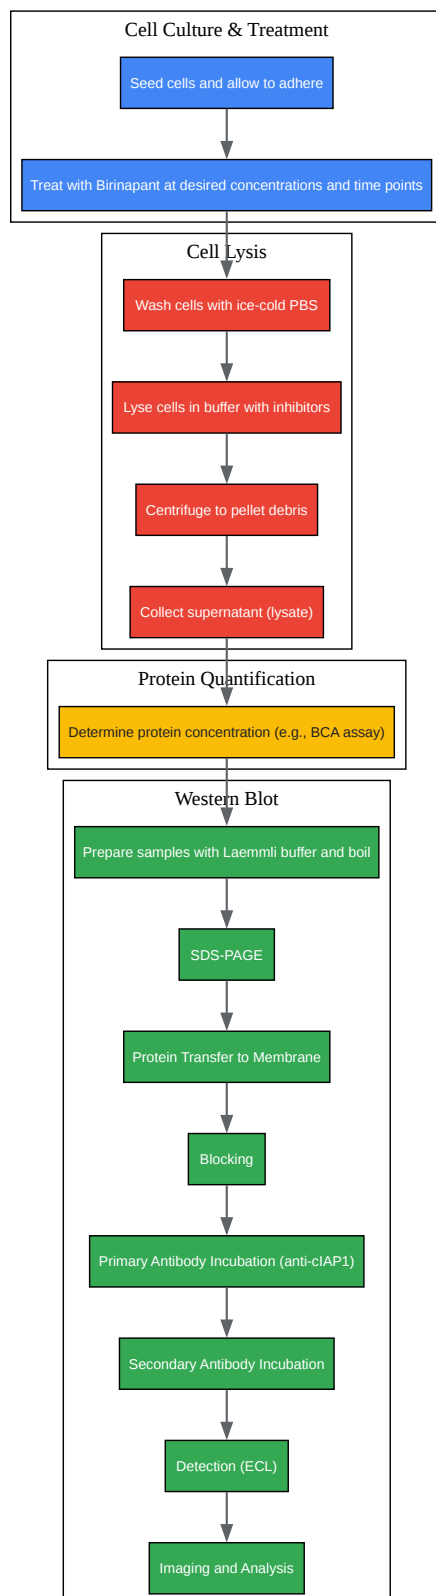 Cell Culture & Treatment
Seed cells and allow to adhere
Treat with Birinapant at desired concentrations and time points
Cell Lysis
Wash cells with ice-cold PBS
Lyse cells in buffer with inhibitors
Centrifuge to pellet debris
Collect supernatant (lysate)
Protein Quantification
Determine protein concentration (e.g., BCA assay)
Western Blot
Prepare samples with Laemmli buffer and boil
SDS-PAGE
Protein Transfer to Membrane
Blocking
Primary Antibody Incubation (anti-cIAP1)
Secondary Antibody Incubation
Detection (ECL)
Imaging and Analysis